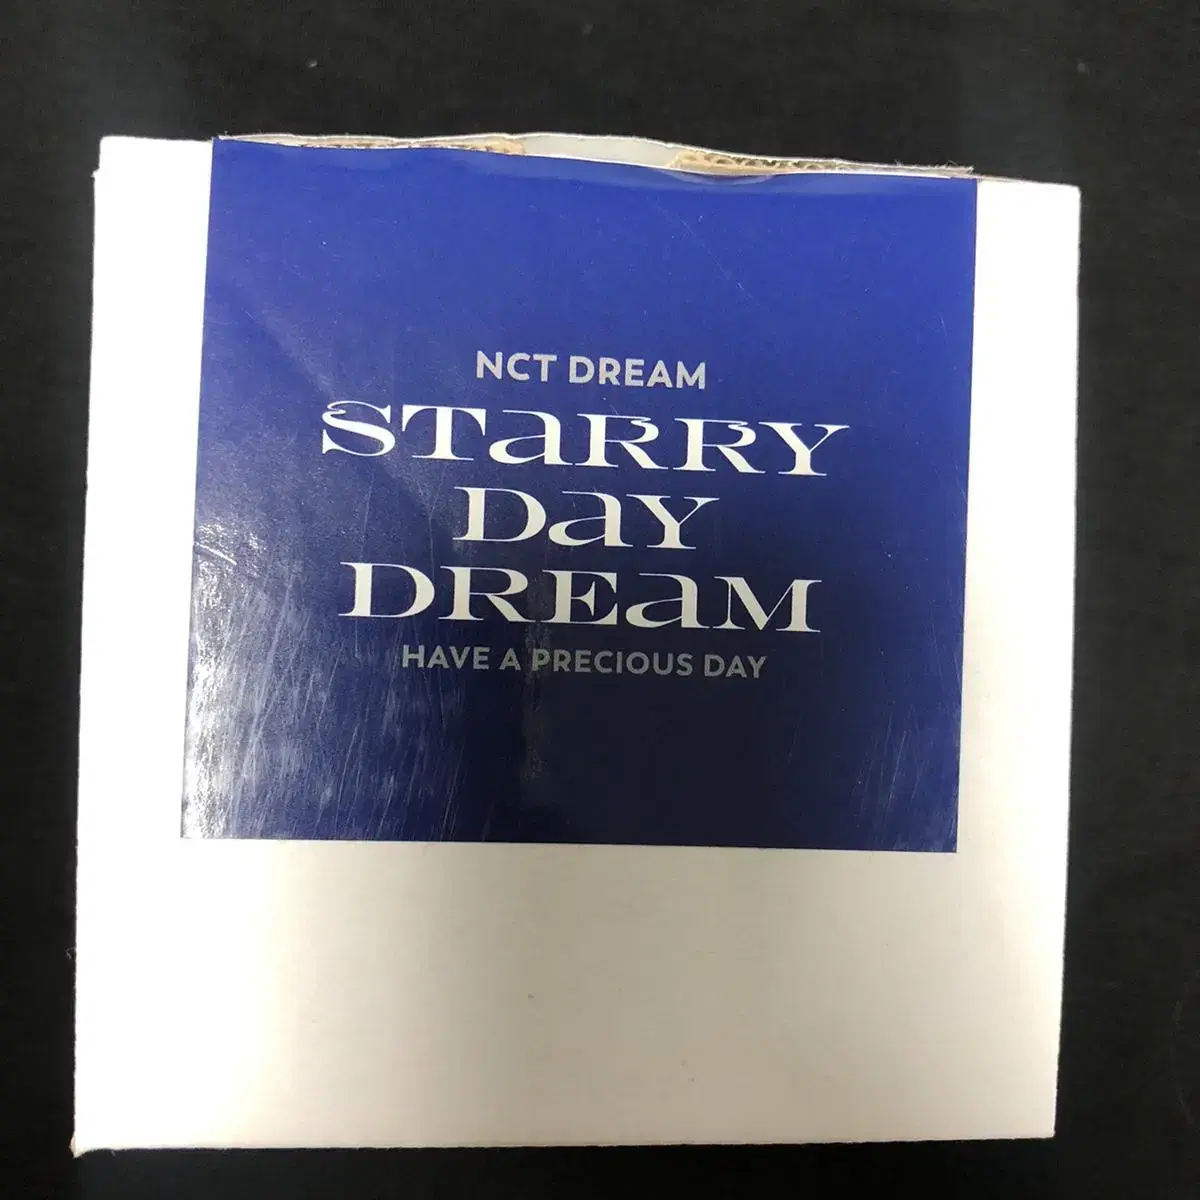 NCT DREAM
STaRRY
DaY
DREaM
HAVE A PRECIOUS DAY